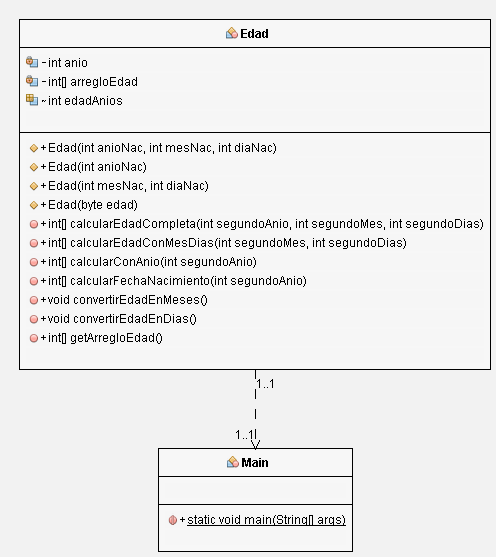 Edad
-int anio
-int[] arregloEdad
~int edadAnios
+Edad(int anioNac, int mesNac, int diaNac)
+Edad(int anioNac)
+Edad(int mesNac, int diaNac)
+Edad(byte edad)
+int[] calcularEdadCompleta(int segundoAnio, int segundoMes, int segundoDias)
+int[] calcularEdadConMesDias(int segundoMes, int segundoDias)
+int[] calcularConAnio(int segundoAnio)
+int[] calcularFechaNacimiento(int segundoAnio)
+void convertirEdadEnMeses()
+void convertirEdadEnDias()
+int[] getArregloEdad()
1..1
1..1
Main
+static void main(String[] args)